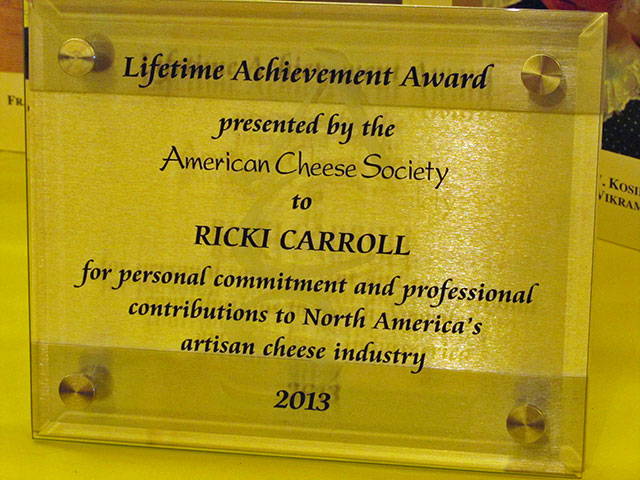 Lifetime Achievement Award
presented by the
American Cheese Society
to
RICKI CARROLL
for personal commitment and professional
contributions to North America's
artisan cheese industry
2013